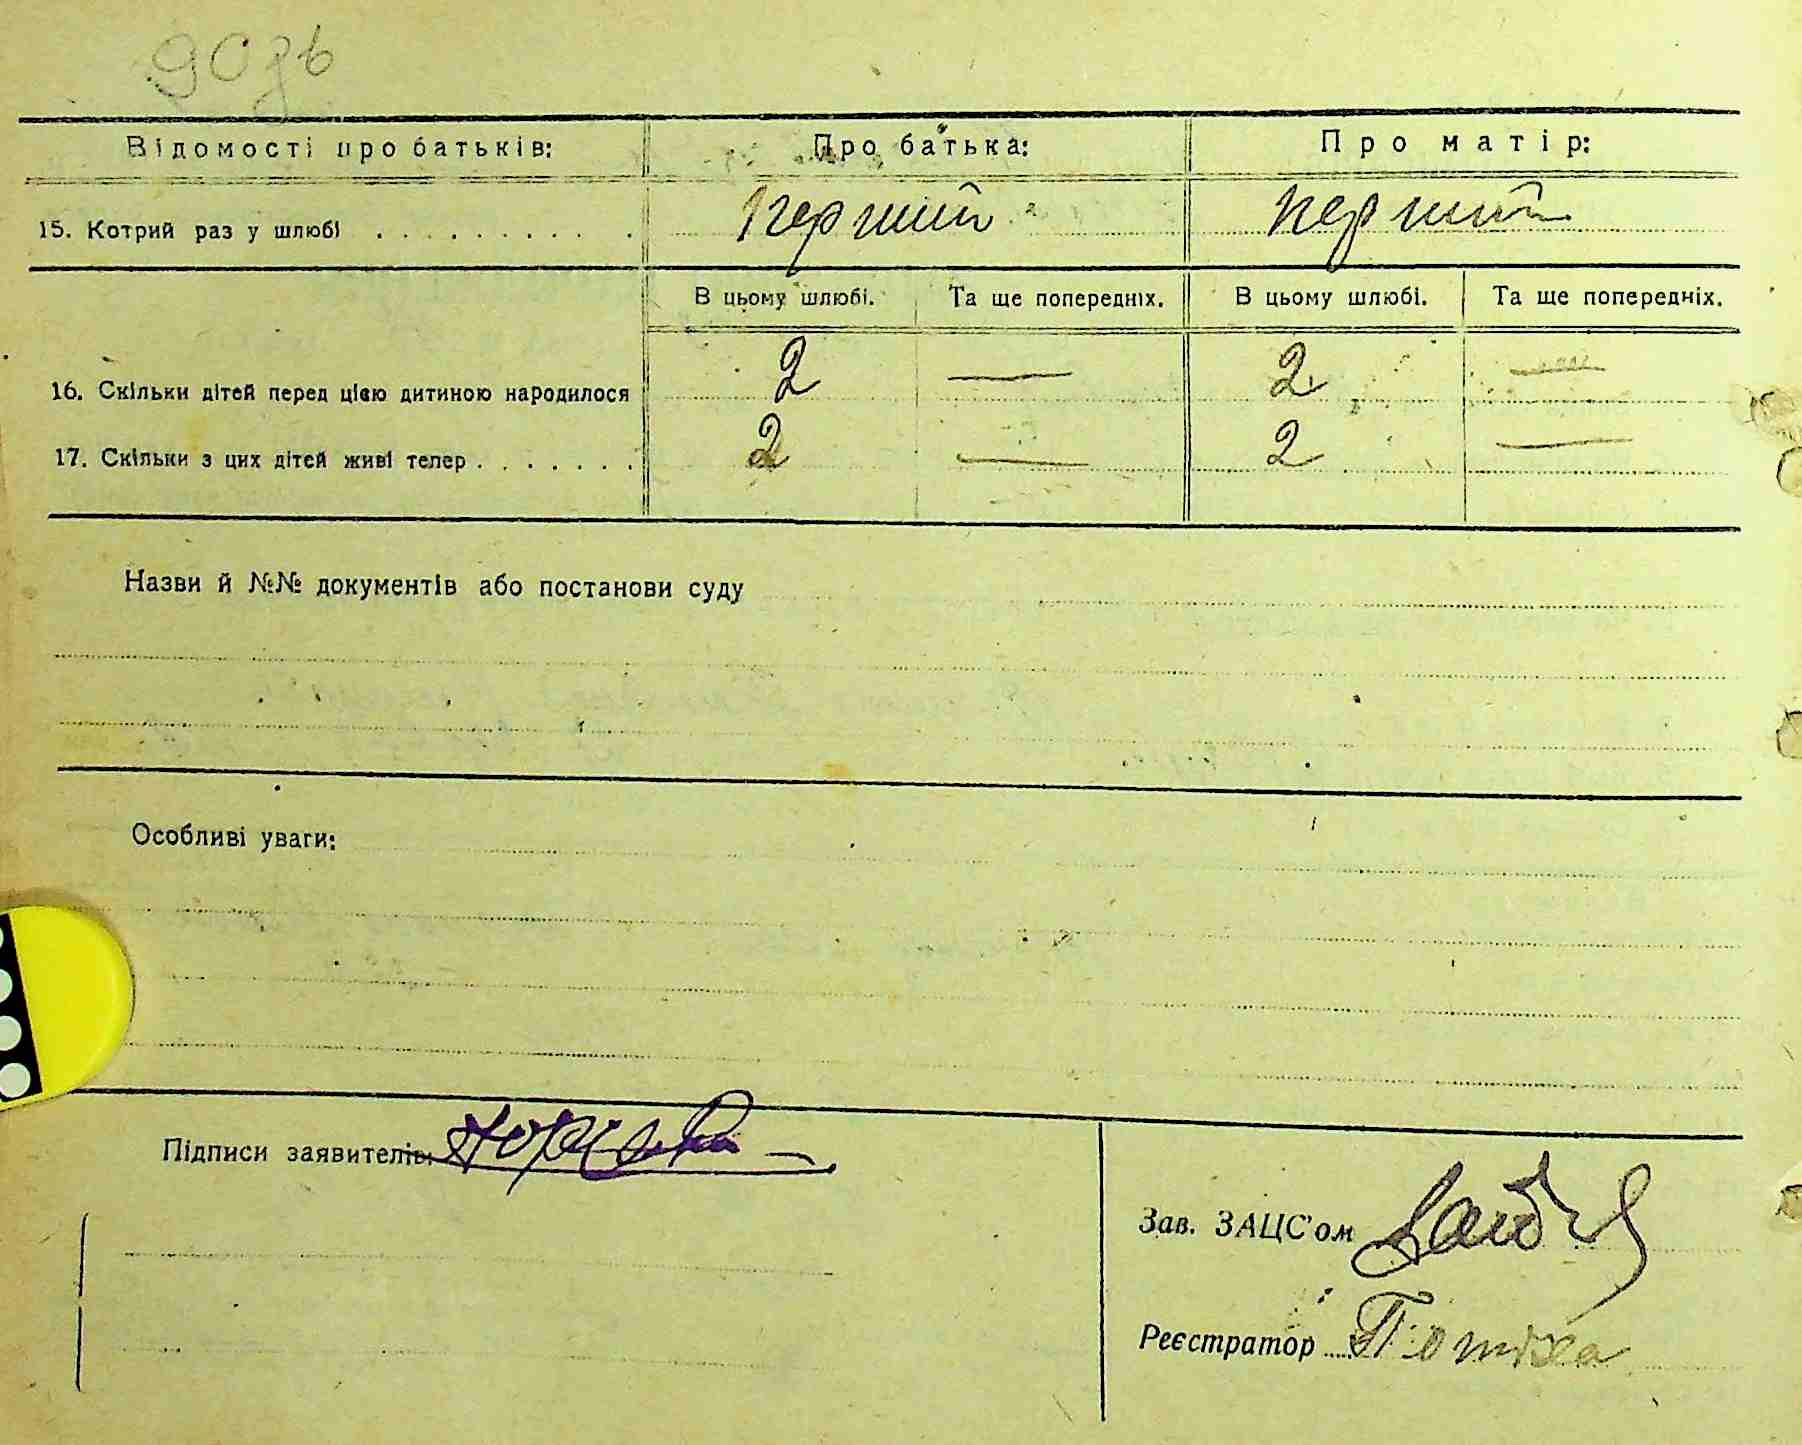 90 зв
Відомості про батьків: Про батька: Про матір:
15. Котрий раз у шлюбі . . . . . . . . . . перший перший
В цьому шлюбі. Та ще попередніх. В цьому шлюбі. Та ще попередніх.
16. Скільки дітей перед цією дитиною народилося 2 — 2 —
17. Скільки з цих дітей живі тепер . . . . . . . 2 — 2 —
Назви й №№ документів або постанови суду
Особливі уваги:
Підписи заявителів:
Зав. ЗАЦС'ом
Реєстратор